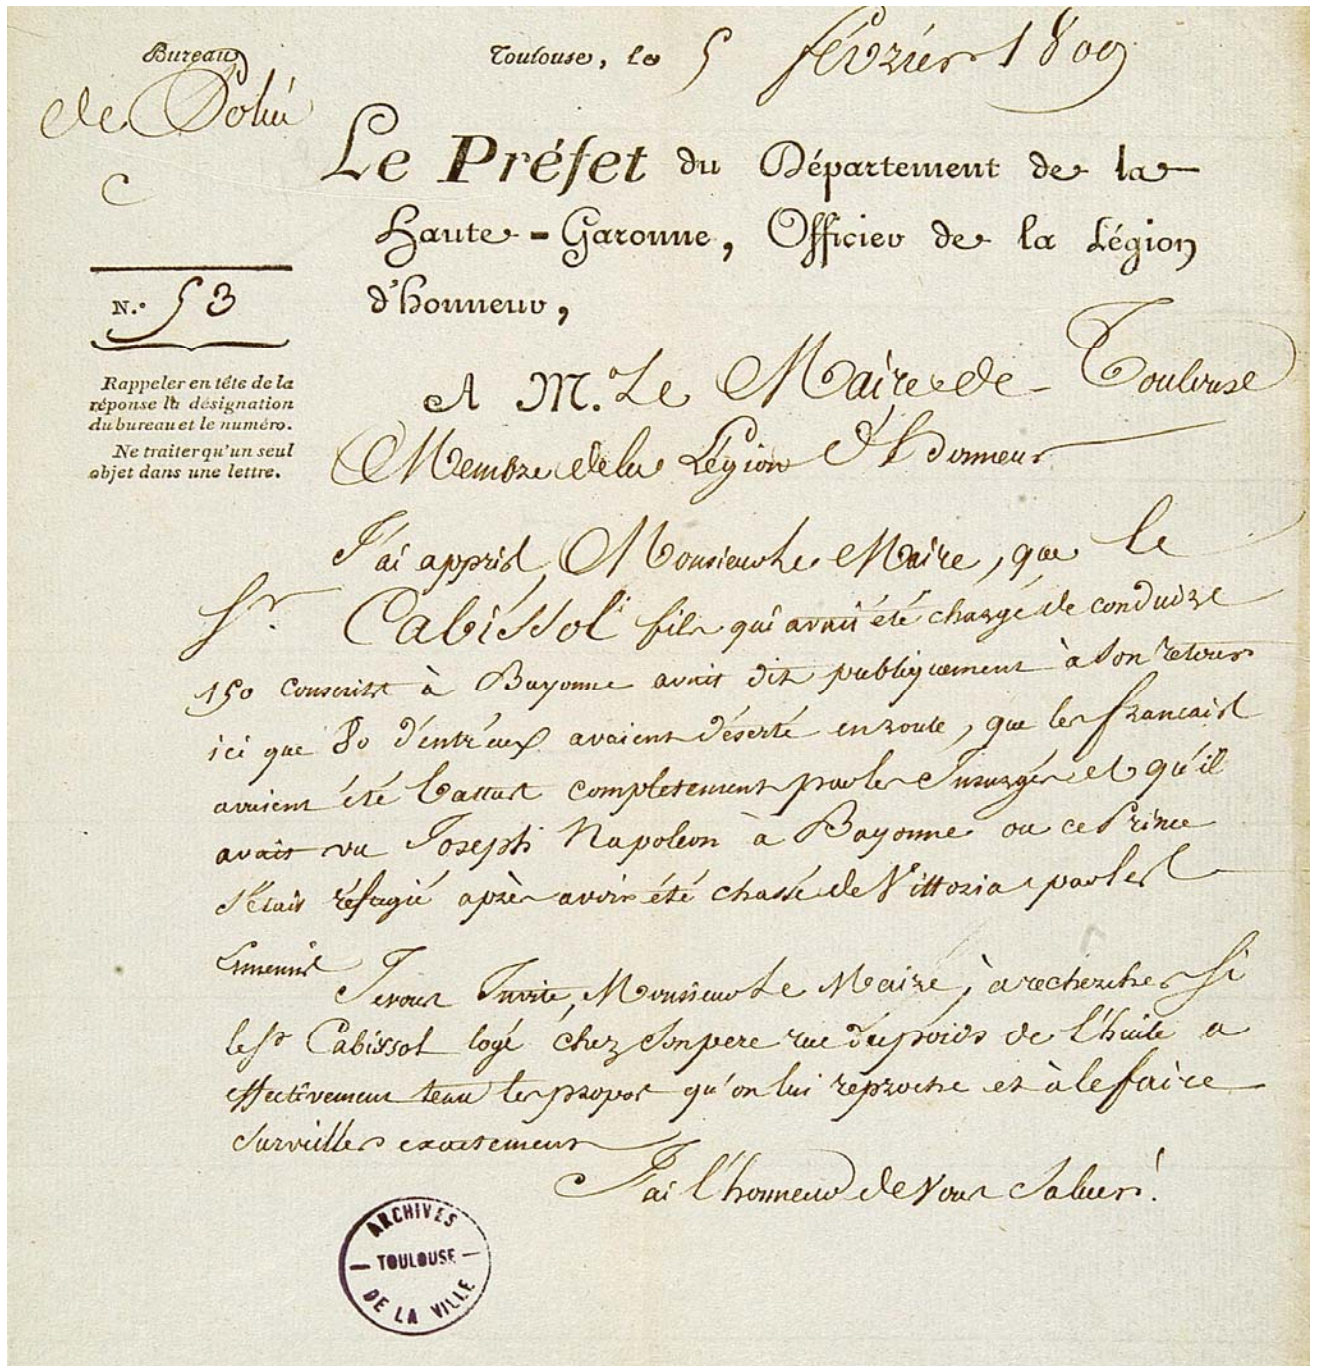 Bureau
de Police
C
N.º 53
Rappeler en tête de la
réponse la désignation
du bureau et le numéro.
Ne traiter qu'un seul
objet dans une lettre.
Toulouse, le 5 février 1809
Le Préfet du Département de la
Haute-Garonne, Officier de la Légion
d'honneur,
A M. Le Maire de Toulouse
Membre de la Légion d'honneur
J'ai appris, Monsieur Le Maire, que le
Sr. Cabissol fils qui avait été chargé de conduire
150 conscrits à Bayonne avait dit publiquement à son retour
ici que 80 d'entr'eux avaient déserté en route, que les francais
avaient été battus completement par les Insurgés et qu'il
avait vu Joseph Napoleon à Bayonne ou ce Prince
s'etait réfugié après avoir été chassé de Vittoria par les
Ennemis
Je vous Invite, Monsieur Le Maire, à rechercher si
le Sr Cabissol logé chez son pere rue du poids de l'huile a
effectivement tenu les propos qu'on lui reproche et à le faire
surveiller exactement
J'ai l'honneur de vous saluer.
ARCHIVES
TOULOUSE
DE LA VILLE